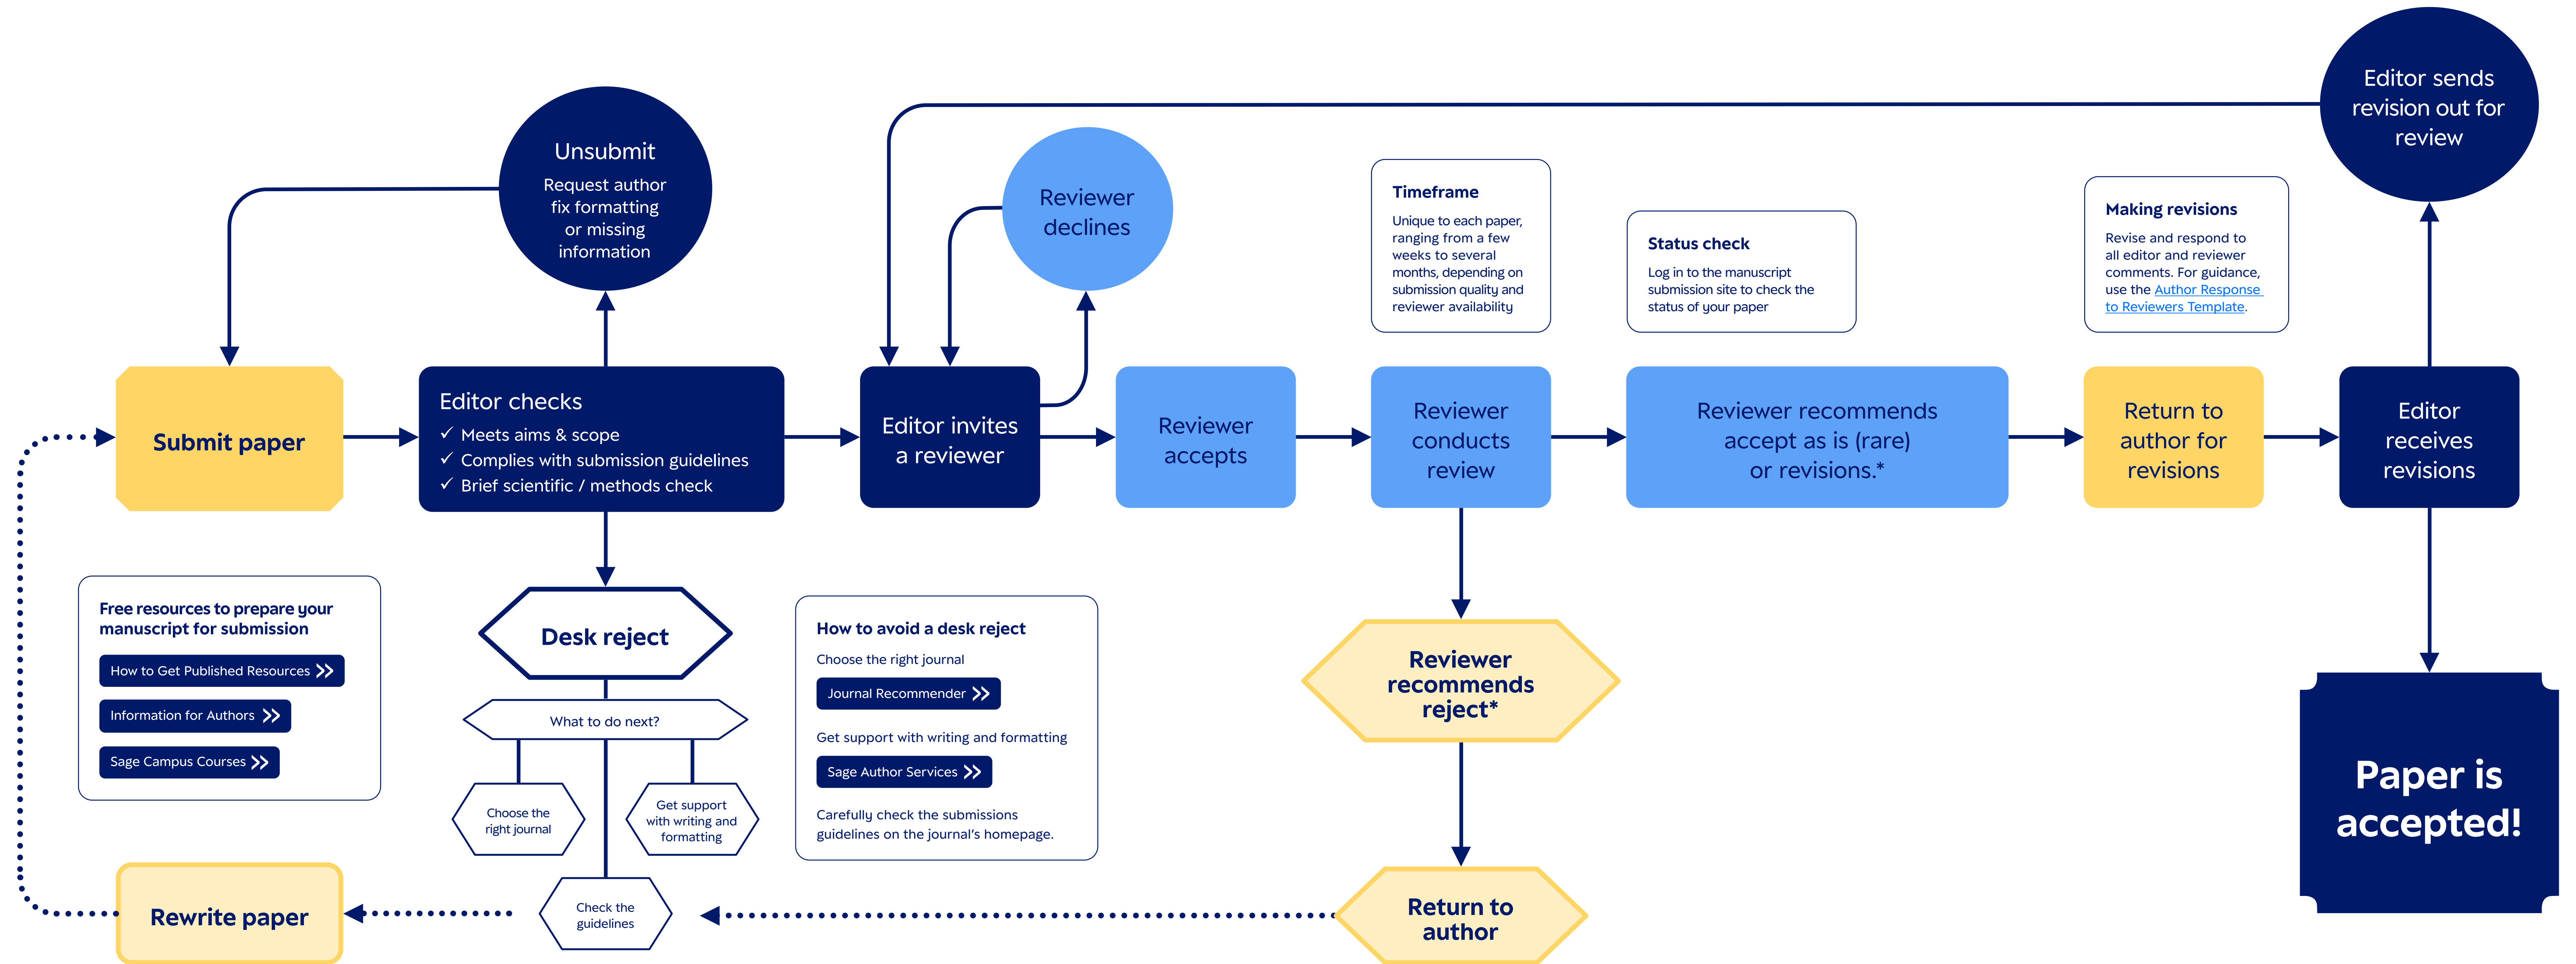 Editor sends
revision out for
review
Unsubmit
Request author
fix formatting
or missing
information
Reviewer
declines
Timeframe
Unique to each paper,
ranging from a few
weeks to several
months, depending on
submission quality and
reviewer availability
Status check
Log in to the manuscript
submission site to check the
status of your paper
Making revisions
Revise and respond to
all editor and reviewer
comments. For guidance,
use the Author Response
to Reviewers Template.
Submit paper
Editor checks
✓ Meets aims & scope
✓ Complies with submission guidelines
✓ Brief scientific / methods check
Editor invites
a reviewer
Reviewer
accepts
Reviewer
conducts
review
Reviewer recommends
accept as is (rare)
or revisions.*
Return to
author for
revisions
Editor
receives
revisions
Free resources to prepare your
manuscript for submission
How to Get Published Resources
Information for Authors
Sage Campus Courses
Desk reject
What to do next?
Choose the
right journal
Get support
with writing and
formatting
Check the
guidelines
How to avoid a desk reject
Choose the right journal
Journal Recommender
Get support with writing and formatting
Sage Author Services
Carefully check the submissions
guidelines on the journal's homepage.
Reviewer
recommends
reject*
Return to
author
Rewrite paper
Paper is
accepted!